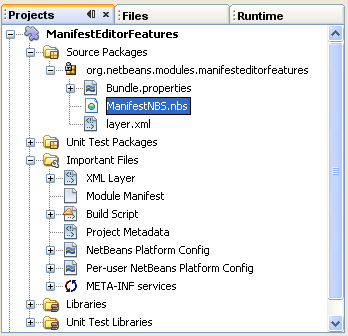 Projects
Files
Runtime
ManifestEditorFeatures
Source Packages
org.netbeans.modules.manifesteditorfeatures
Bundle.properties
ManifestNBS.nbs
layer.xml
Unit Test Packages
Important Files
XML Layer
Module Manifest
Build Script
Project Metadata
NetBeans Platform Config
Per-user NetBeans Platform Config
META-INF services
Libraries
Unit Test Libraries